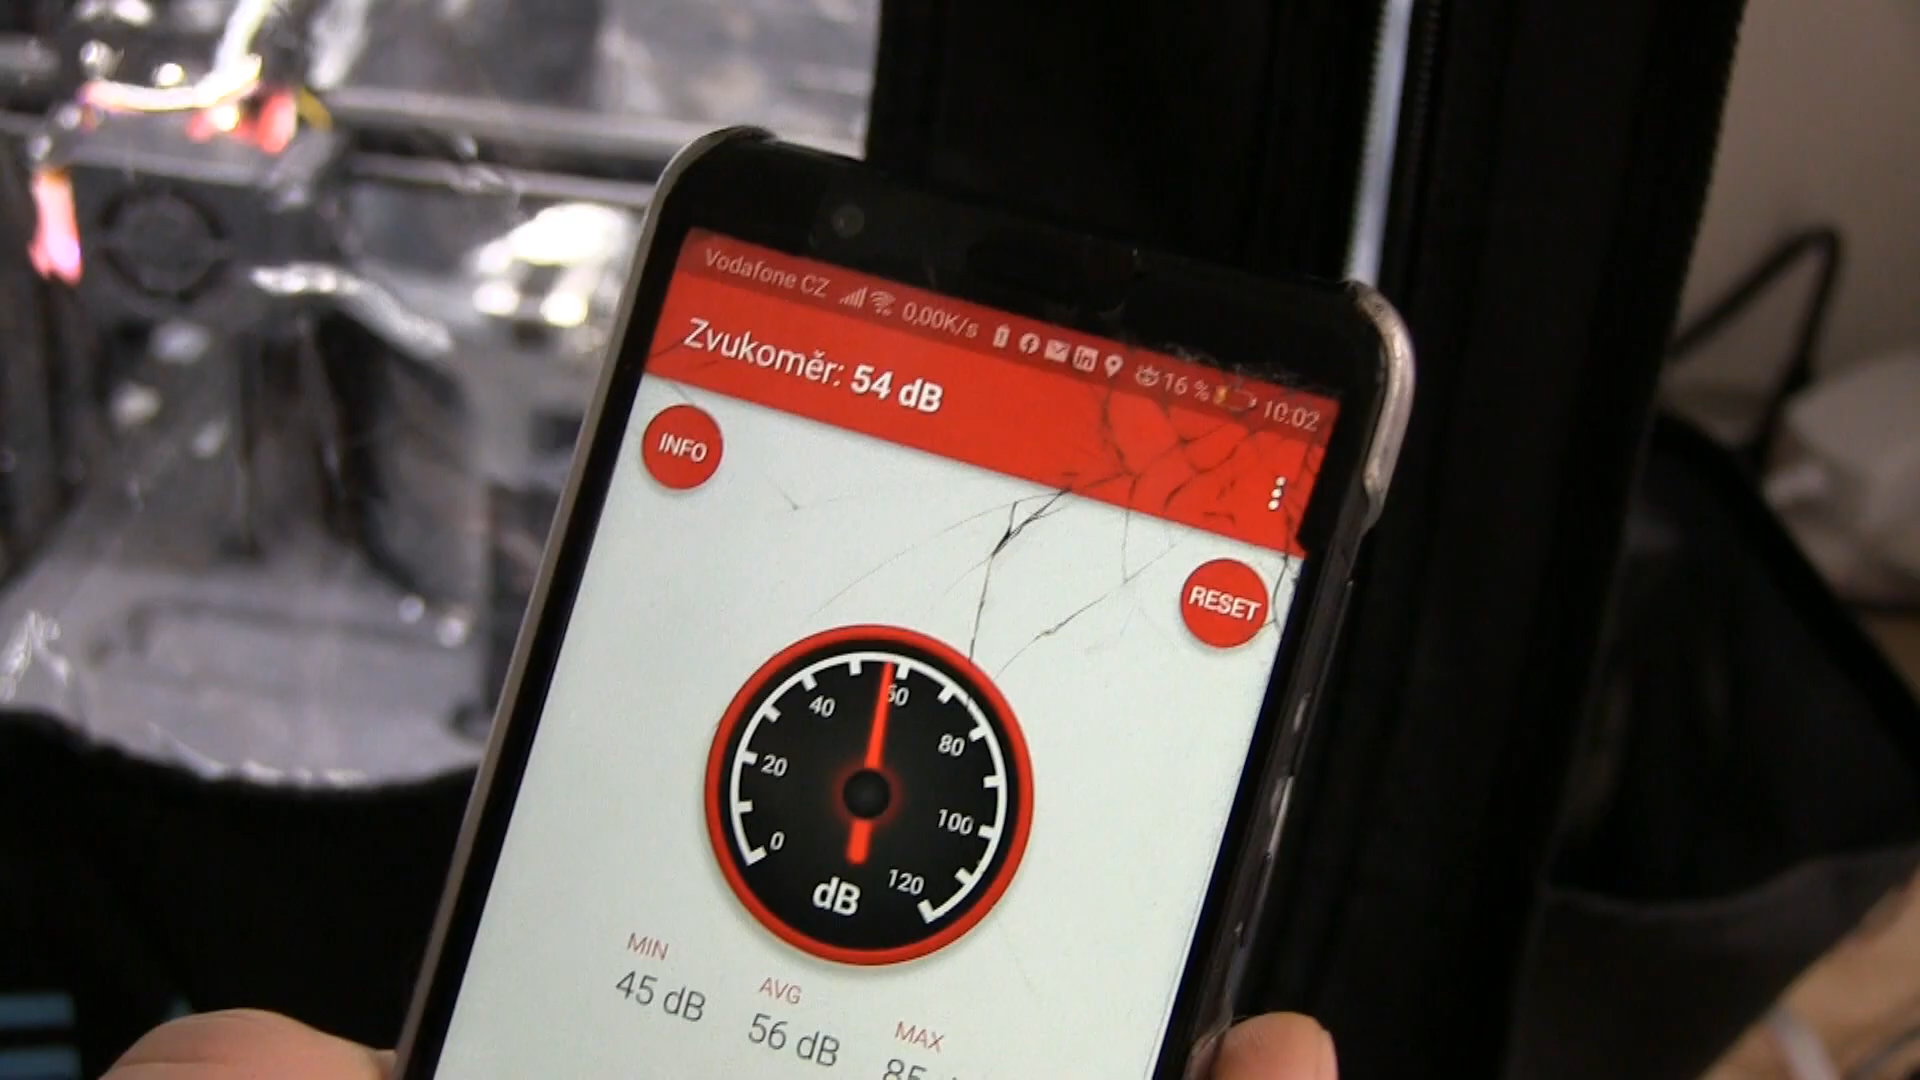 Vodafone CZ 0,00K/s 16 % 10:02
Zvukoměr: 54 dB
INFO
RESET
0
20
40
60
80
100
120
dB
MIN
45 dB
AVG
56 dB
MAX
85